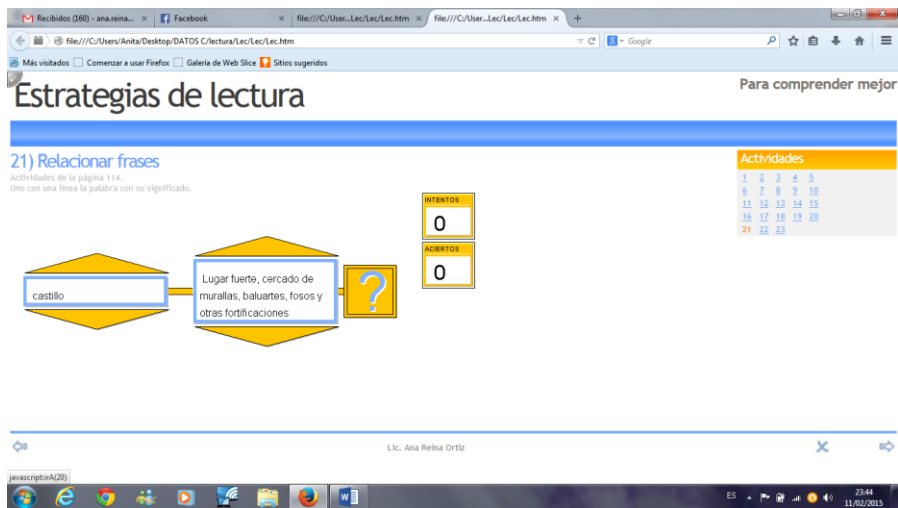 Recibidos (160) - ana.reina...
Facebook
file:///C:/User...Lec/Lec/Lec.htm
file:///C:/User...Lec/Lec/Lec.htm
file:///C:/Users/Anita/Desktop/DATOS C/lectura/Lec/Lec/Lec.htm
Google
Más visitados Comenzar a usar Firefox Galería de Web Slice Sitios sugeridos
Estrategias de lectura
Para comprender mejor
21) Relacionar frases
Actividades de la página 114.
Uno con una línea la palabra con su significado.
Actividades
1 2 3 4 5
6 7 8 9 10
11 12 13 14 15
16 17 18 19 20
21 22 23
INTENTOS
0
ACIERTOS
0
castillo
Lugar fuerte, cercado de
murallas, baluartes, fosos y
otras fortificaciones
?
Lic. Ana Reina Ortiz
javascript:irA(20)
ES
23:44
11/02/2015